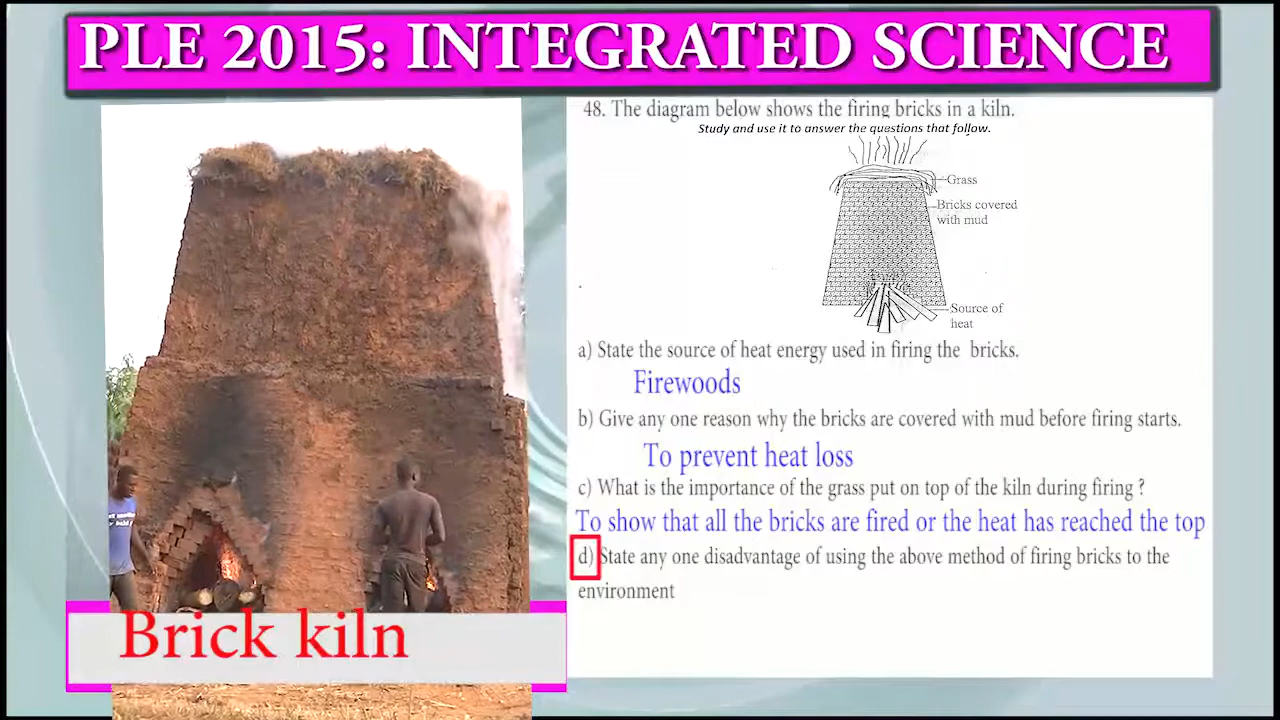 PLE 2015: INTEGRATED SCIENCE
48. The diagram below shows the firing bricks in a kiln.
Study and use it to answer the questions that follow.
Grass
Bricks covered
with mud
Source of
heat
a) State the source of heat energy used in firing the bricks.
Firewoods
b) Give any one reason why the bricks are covered with mud before firing starts.
To prevent heat loss
c) What is the importance of the grass put on top of the kiln during firing ?
To show that all the bricks are fired or the heat has reached the top
d) State any one disadvantage of using the above method of firing bricks to the
environment
Brick kiln